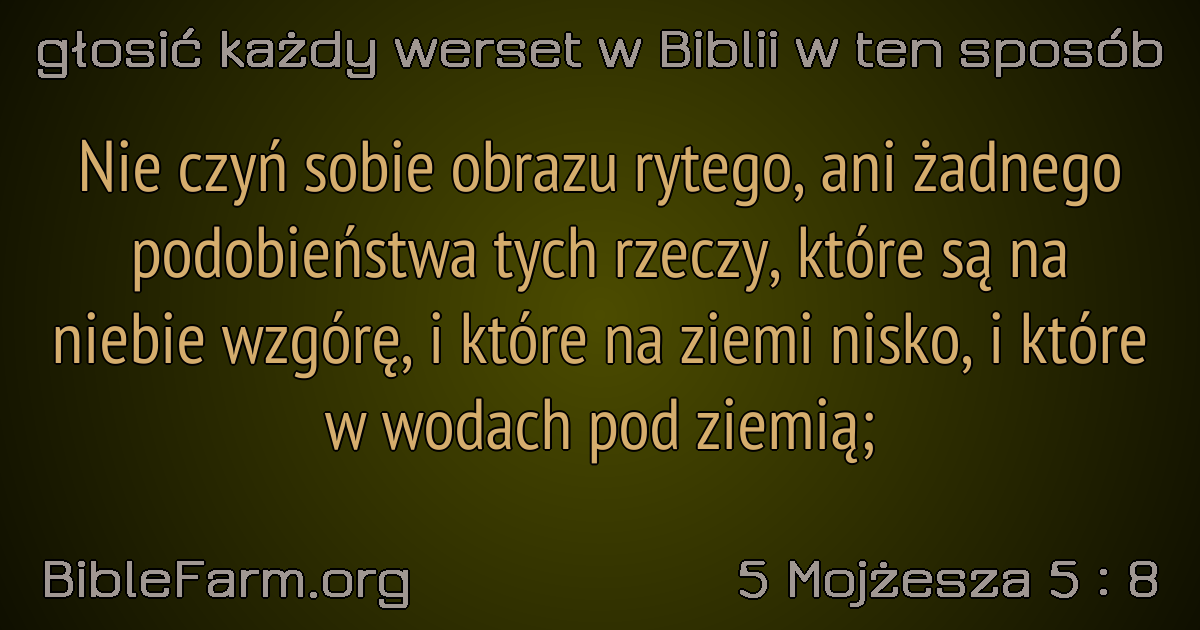 głosić każdy werset w Biblii w ten sposób
Nie czyń sobie obrazu rytego, ani żadnego
podobieństwa tych rzeczy, które są na
niebie wzgórę, i które na ziemi nisko, i które
w wodach pod ziemią;
BibleFarm.org
5 Mojżesza 5 : 8